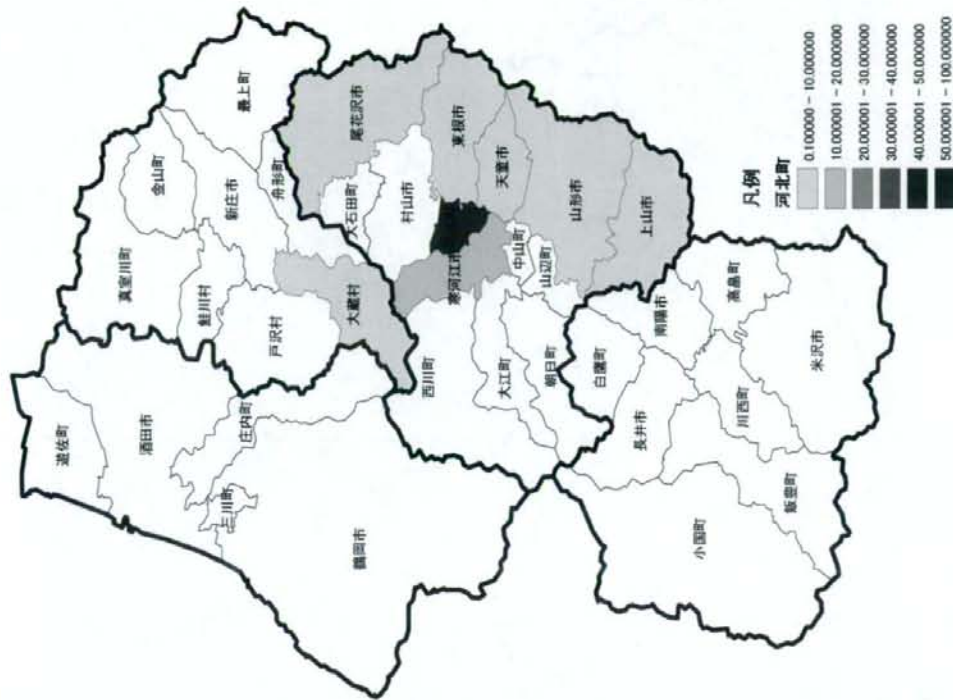 遊佐町
酒田市
庄内町
三川町
鶴岡市
真室川町
金山町
最上町
新庄市
舟形町
鮭川村
戸沢村
大蔵村
尾花沢市
大石田町
村山市
東根市
天童市
寒河江市
中山町
山辺町
山形市
上山市
西川町
大江町
朝日町
白鷹町
南陽市
高畠町
長井市
川西町
米沢市
飯豊町
小国町
凡例
河北町
0.100000 - 10.000000
10.000001 - 20.000000
20.000001 - 30.000000
30.000001 - 40.000000
40.000001 - 50.000000
50.000001 - 100.000000